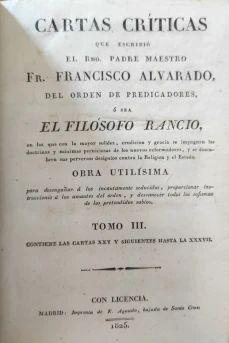 CARTAS CRÍTICAS
QUE ESCRIBIÓ
EL RMO. PADRE MAESTRO
FR. FRANCISCO ALVARADO,
DEL ORDEN DE PREDICADORES,
ó sea
EL FILÓSOFO RANCIO,
en las que con la mayor solidez, erudicion y gracia se impugnan las
doctrinas y máximas perniciosas de los nuevos reformadores, y se descu-
bren sus perversos designios contra la Religion y el Estado.
OBRA UTILÍSIMA
para desengañar á los incautamente seducidos, proporcionar ins-
trucciones á los amantes del órden, y desvanecer todos los sofismas
de los pretendidos sabios.
TOMO III.
CONTIENE LAS CARTAS XXV Y SIGUIENTES HASTA LA XXXVII.
CON LICENCIA.
MADRID: Imprenta de E. Aguado, bajada de Santa Cruz.
1825.